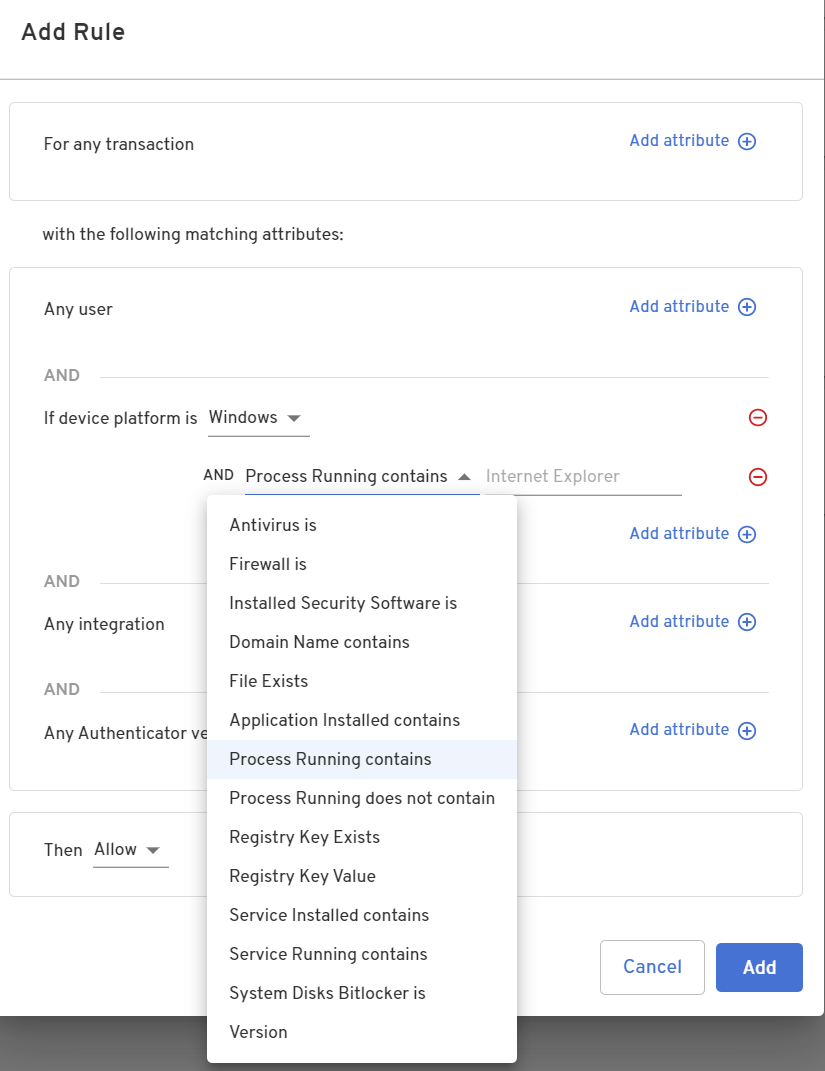 Add Rule
For any transaction Add attribute
with the following matching attributes:
Any user Add attribute
AND
If device platform is Windows
AND Process Running contains Internet Explorer
Antivirus is
Add attribute
Firewall is
AND
Installed Security Software is
Any integration Add attribute
Domain Name contains
File Exists
AND
Application Installed contains
Any Authenticator ve Add attribute
Process Running contains
Process Running does not contain
Registry Key Exists
Then Allow
Registry Key Value
Service Installed contains
Service Running contains
Cancel Add
System Disks Bitlocker is
Version